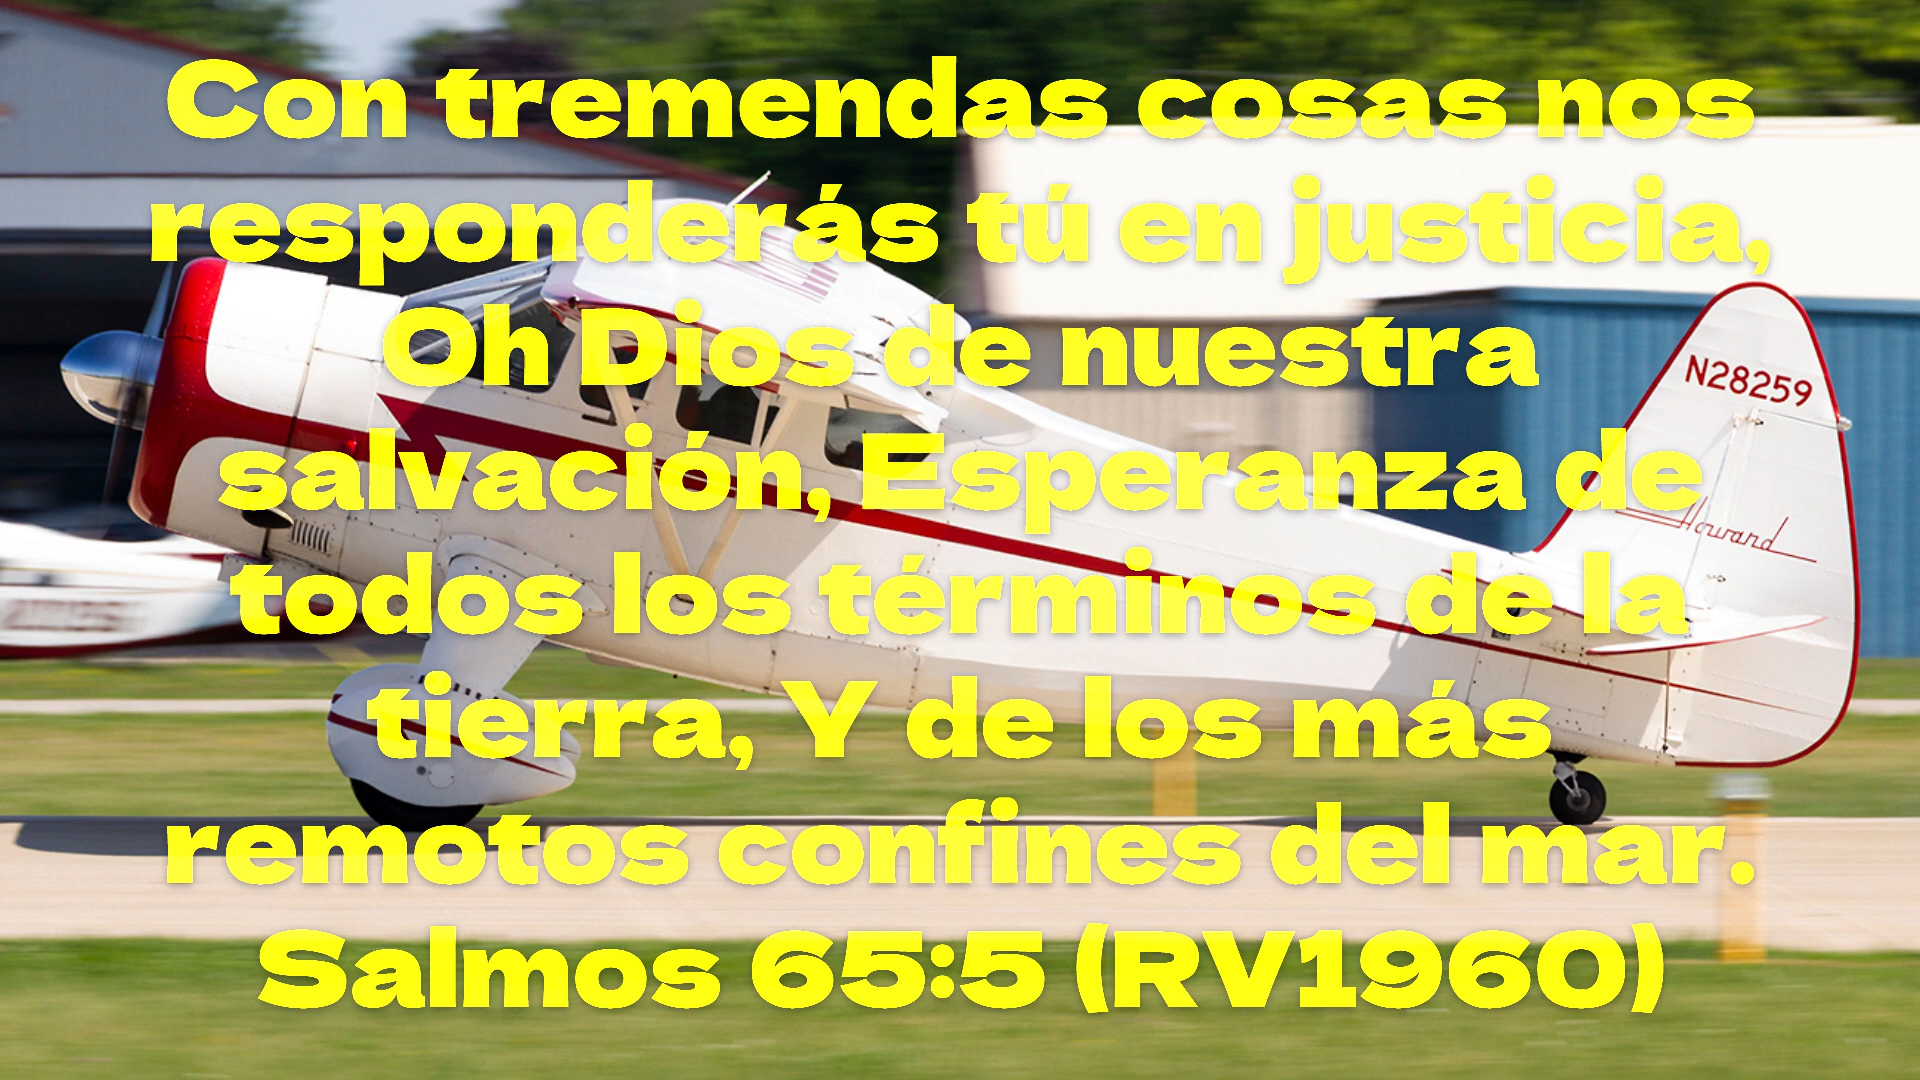 Con tremendas cosas nos
responderás tú en justicia,
Oh Dios de nuestra
salvación, Esperanza de
todos los términos de la
tierra, Y de los más
remotos confines del mar.
Salmos 65:5 (RV1960)
N28259
Howard